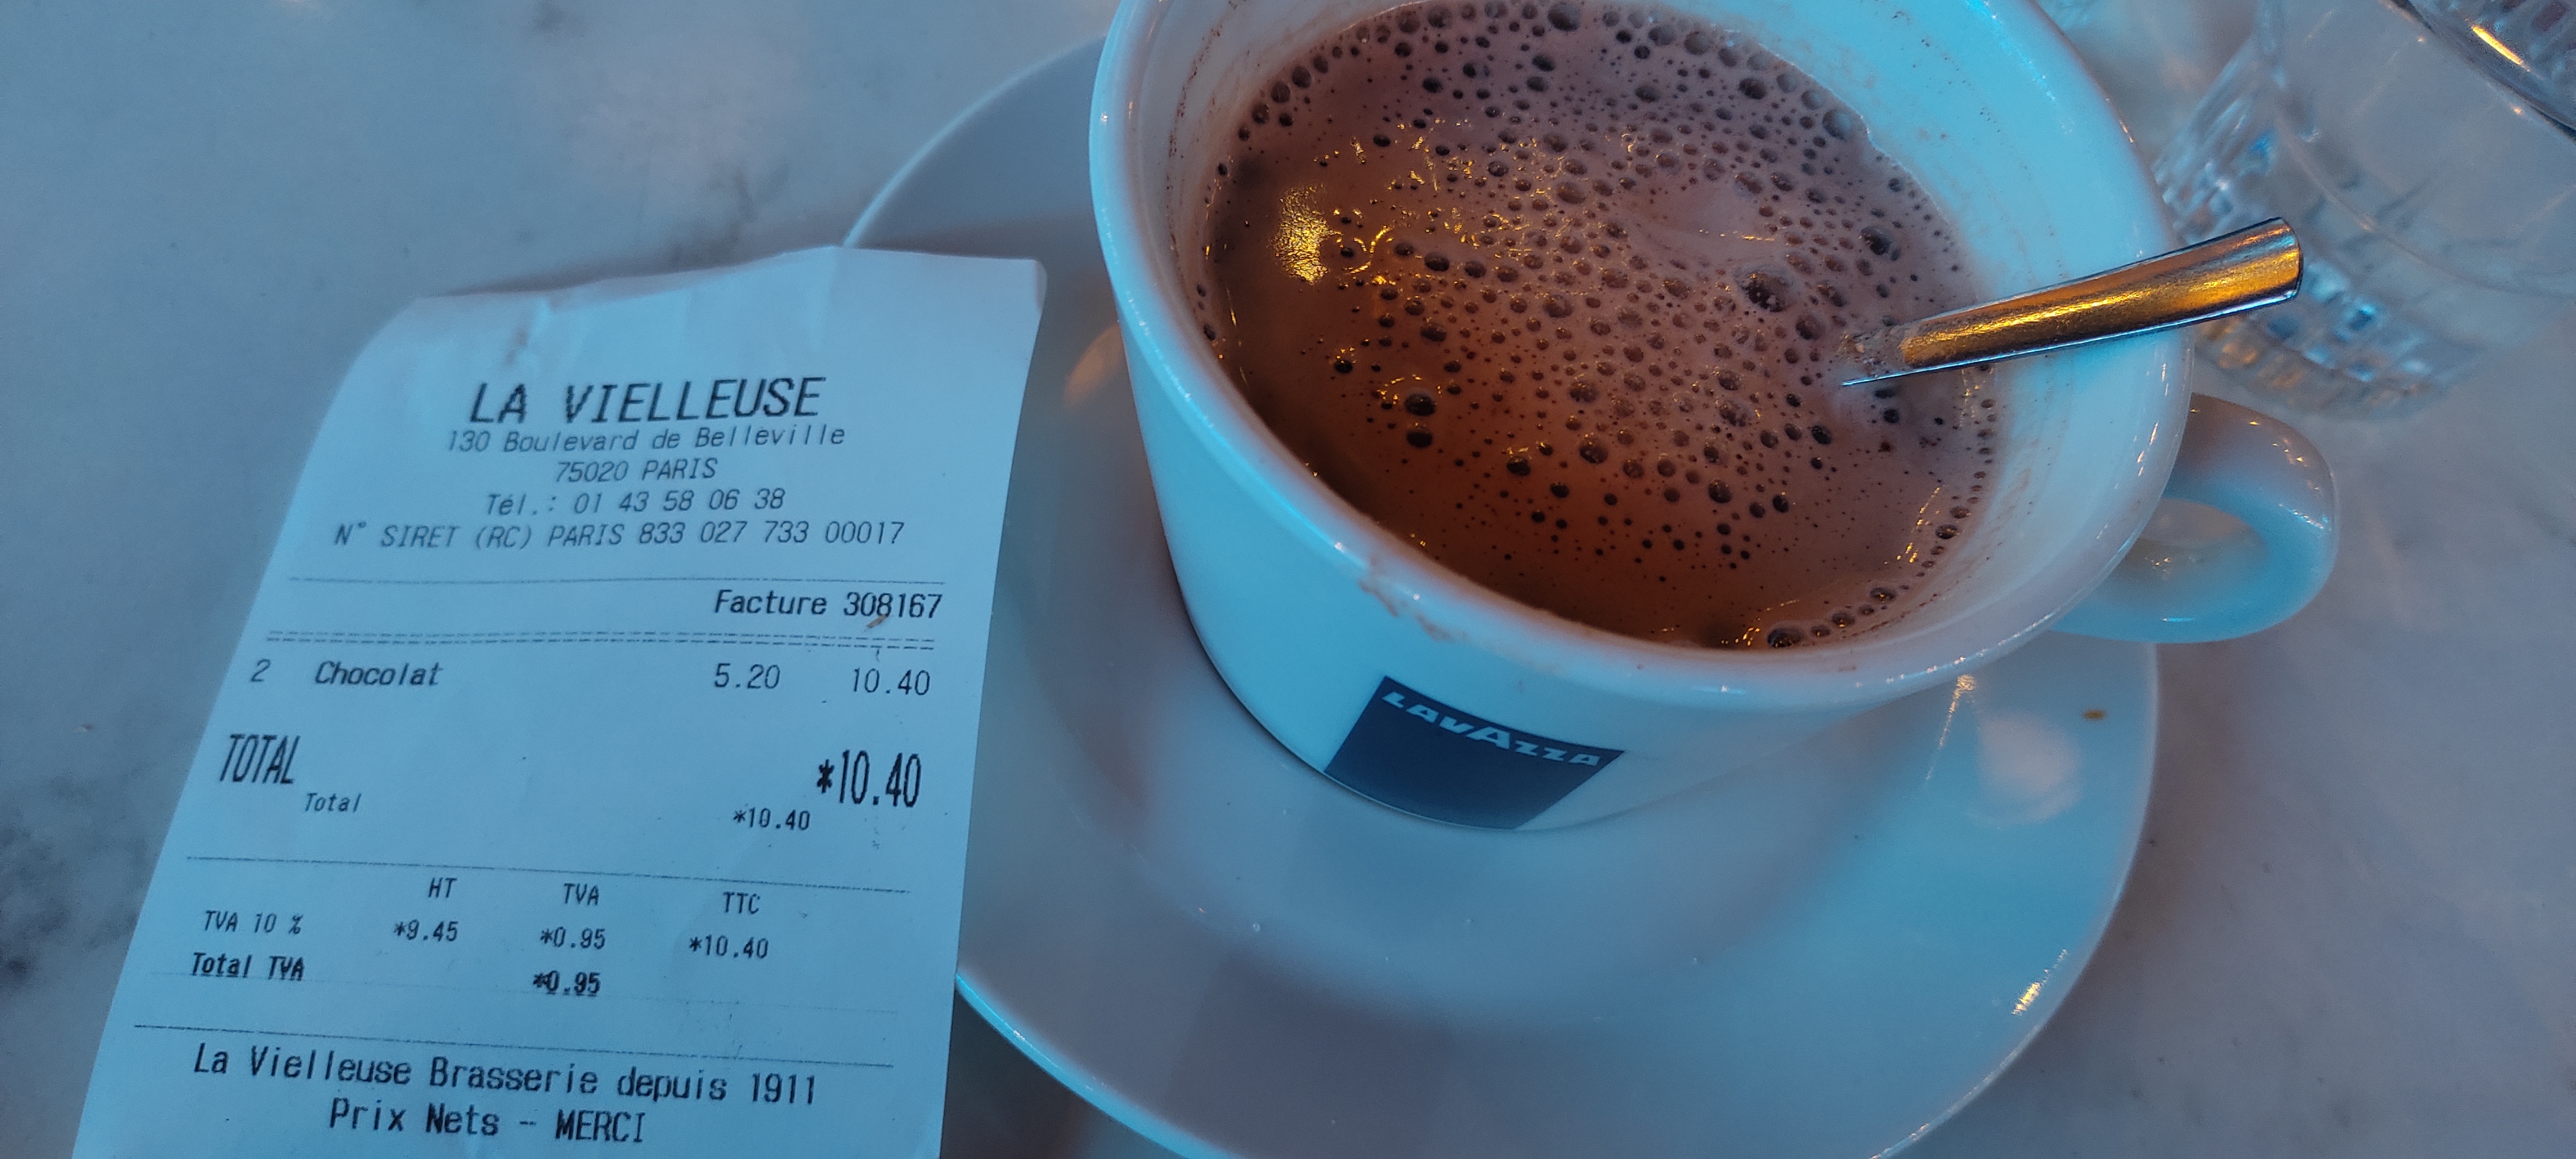 LA VIELLEUSE
130 Boulevard de Belleville
75020 PARIS
Tél.: 01 43 58 06 38
N° SIRET (RC) PARIS 833 027 733 00017
Facture 308167
2 Chocolat 5.20 10.40
TOTAL *10.40
Total *10.40
HT TVA TTC
TVA 10 % *9.45 *0.95 *10.40
Total TVA *0.95
La Vielleuse Brasserie depuis 1911
Prix Nets - MERCI
LAVAZZA